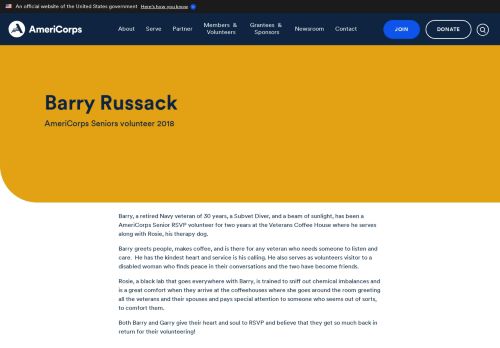 An official website of the United States government Here's how you know
AmeriCorps
About Serve Partner Members & Volunteers Grantees & Sponsors Newsroom Contact JOIN DONATE
Barry Russack
AmeriCorps Seniors volunteer 2018
Barry, a retired Navy veteran of 30 years, a Subvet Diver, and a beam of sunlight, has been a
AmeriCorps Senior RSVP volunteer for two years at the Veterans Coffee House where he serves
along with Rosie, his therapy dog.
Barry greets people, makes coffee, and is there for any veteran who needs someone to listen and
care. He has the kindest heart and service is his calling. He also serves as volunteers visitor to a
disabled woman who finds peace in their conversations and the two have become friends.
Rosie, a black lab that goes everywhere with Barry, is trained to sniff out chemical imbalances and
is a great comfort when they arrive at the coffeehouses where she goes around the room greeting
all the veterans and their spouses and pays special attention to someone who seems out of sorts,
to comfort them.
Both Barry and Garry give their heart and soul to RSVP and believe that they get so much back in
return for their volunteering!